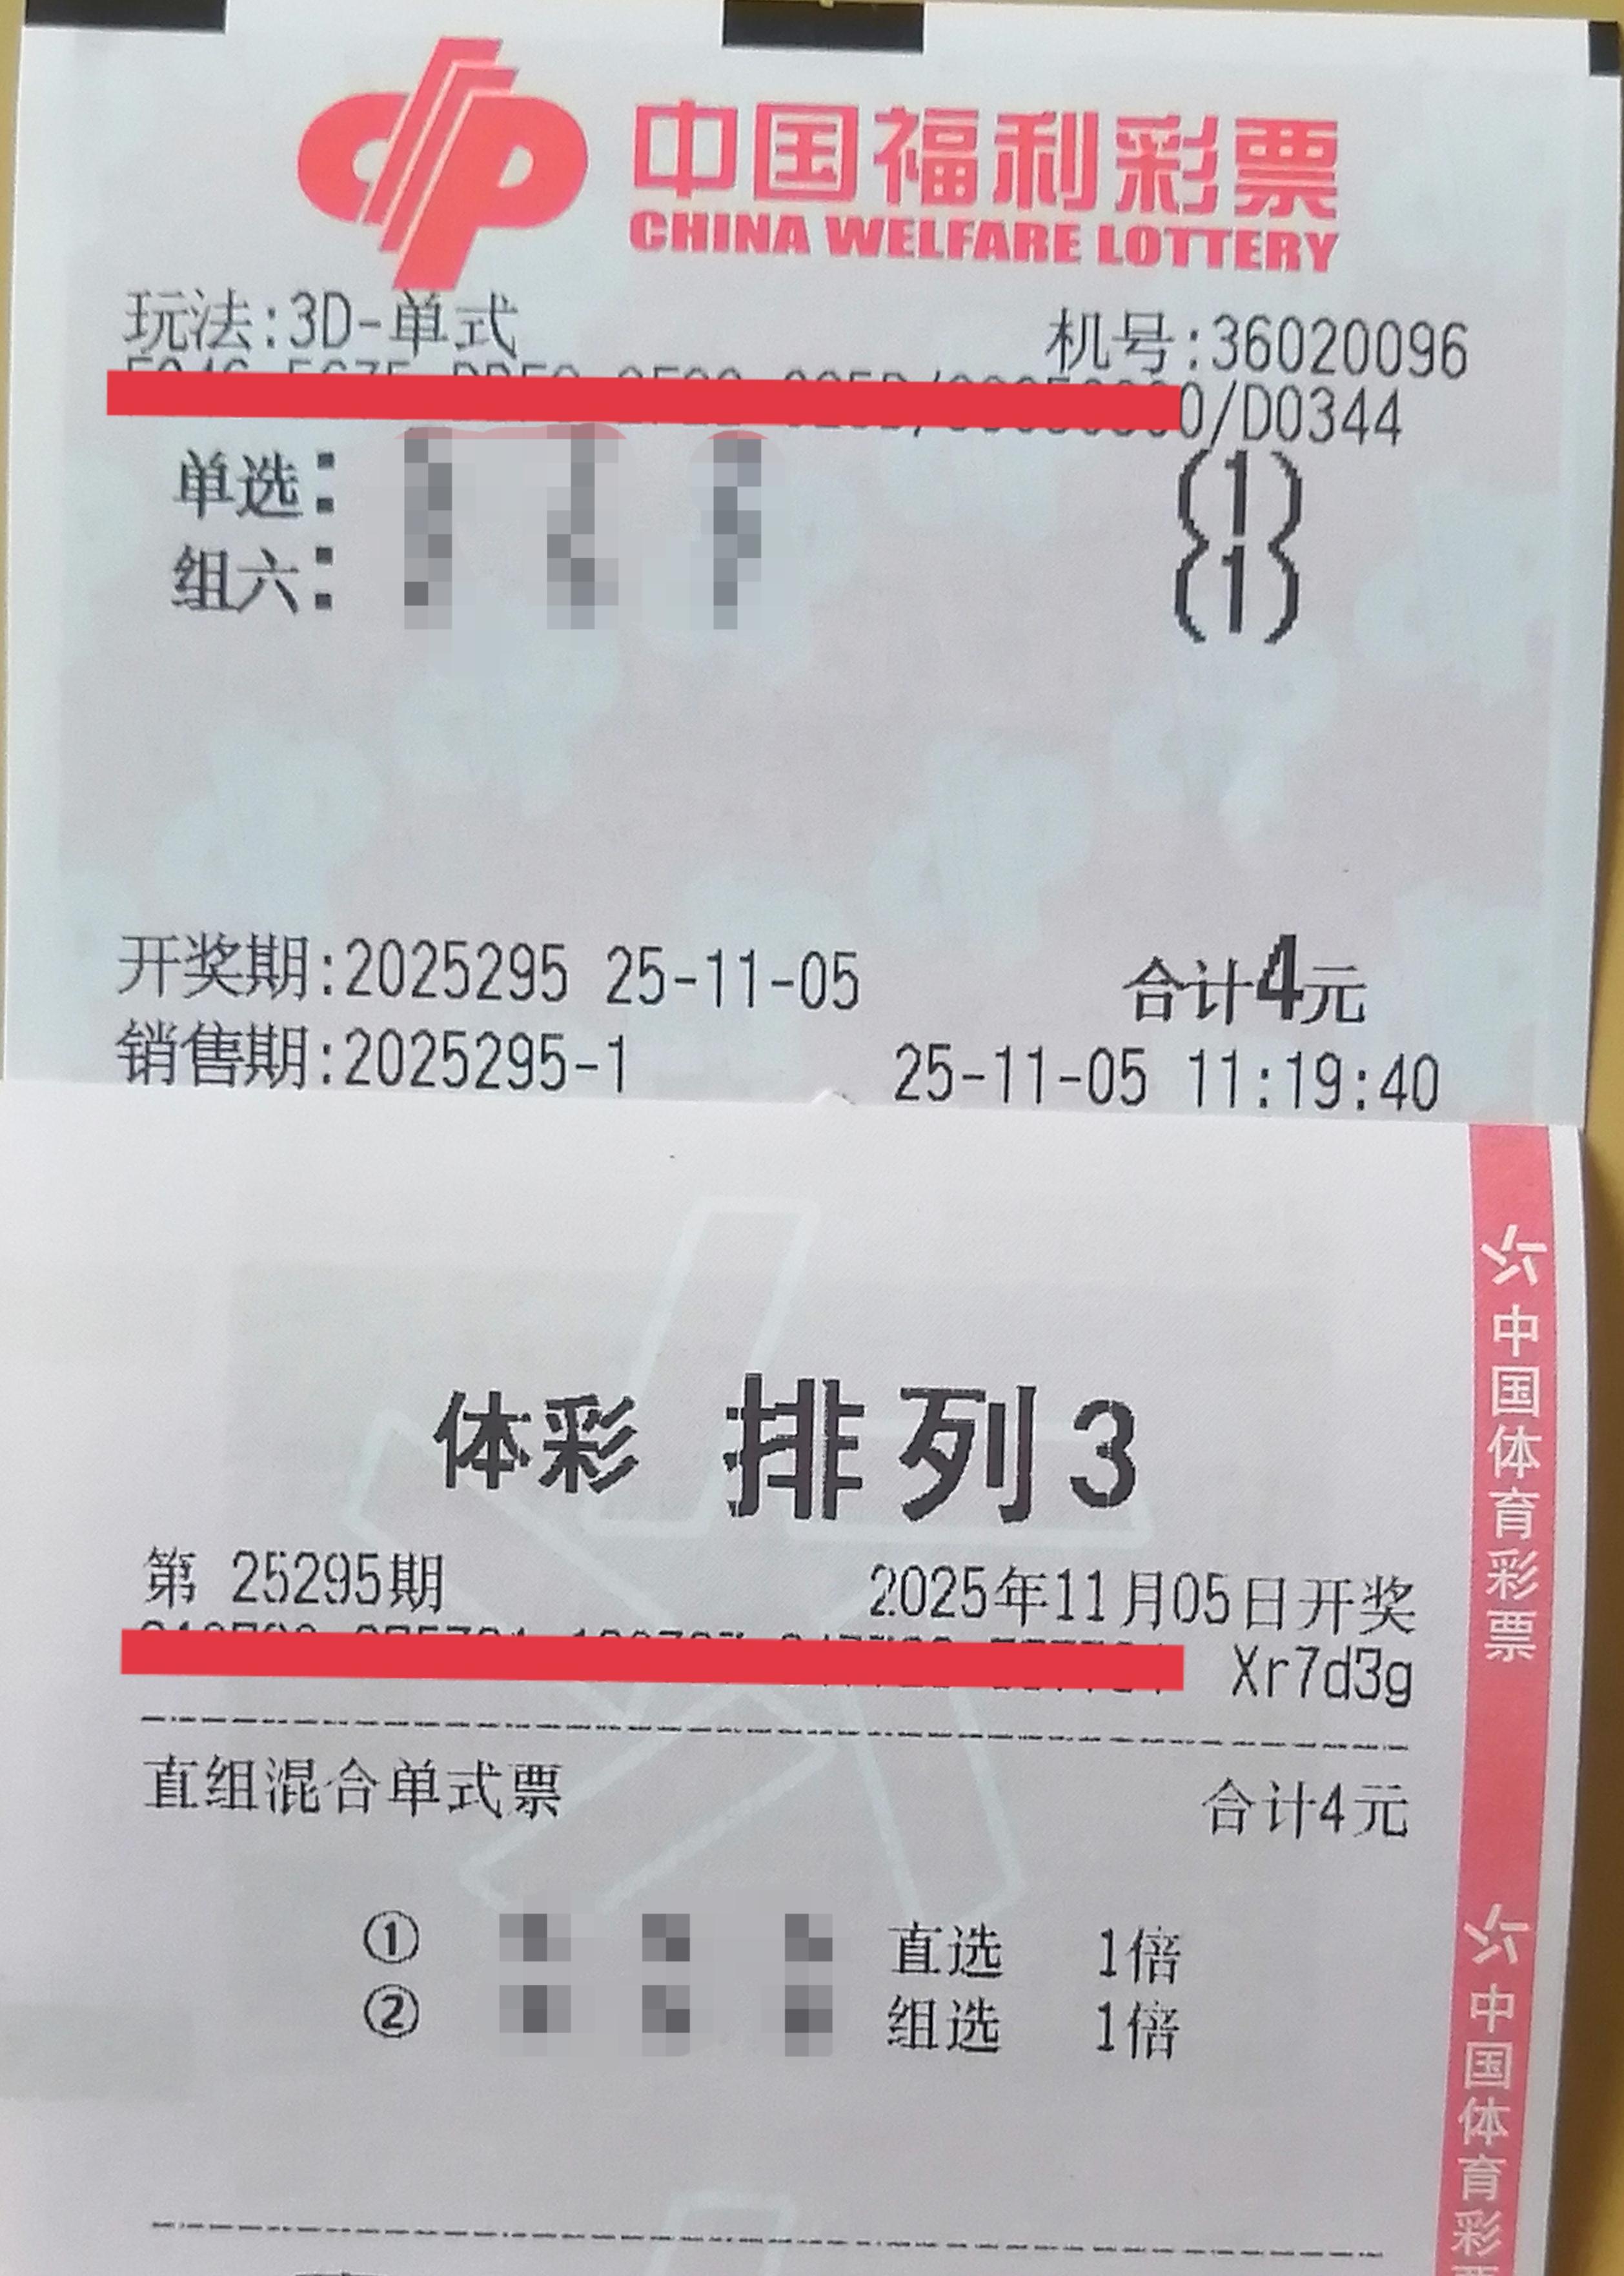 中国福利彩票
CHINA WELFARE LOTTERY
玩法:3D-单式 机号:36020096
0/D0344
单选: (1)
组六: (1)
开奖期:2025295 25-11-05 合计4元
销售期:2025295-1 25-11-05 11:19:40
体彩 排列3
第 25295期 2025年11月05日开奖
Xr7d3g
直组混合单式票 合计4元
① 直选 1倍
② 组选 1倍
中国体育彩票
中国体育彩票